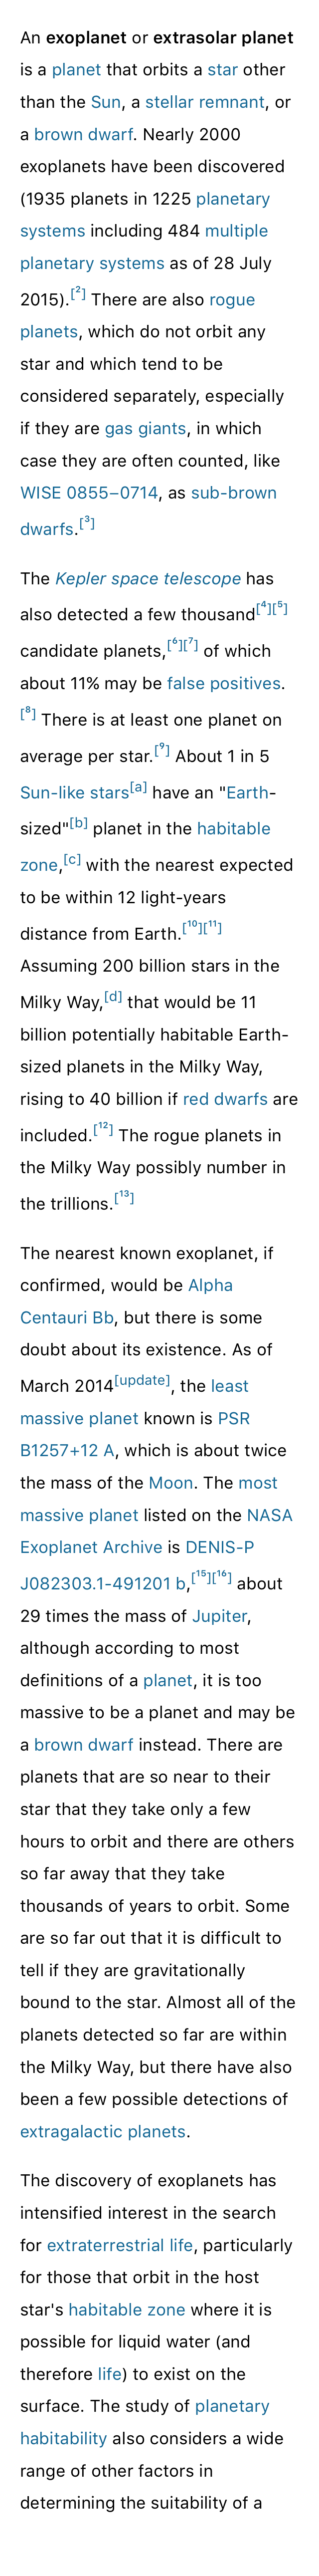 An exoplanet or extrasolar planet
is a planet that orbits a star other
than the Sun, a stellar remnant, or
a brown dwarf. Nearly 2000
exoplanets have been discovered
(1935 planets in 1225 planetary
systems including 484 multiple
planetary systems as of 28 July
2015).[2] There are also rogue
planets, which do not orbit any
star and which tend to be
considered separately, especially
if they are gas giants, in which
case they are often counted, like
WISE 0855−0714, as sub-brown
dwarfs.[3]
The Kepler space telescope has
also detected a few thousand[4][5]
candidate planets,[6][7] of which
about 11% may be false positives.
[8] There is at least one planet on
average per star.[9] About 1 in 5
Sun-like stars[a] have an "Earth-
sized"[b] planet in the habitable
zone,[c] with the nearest expected
to be within 12 light-years
distance from Earth.[10][11]
Assuming 200 billion stars in the
Milky Way,[d] that would be 11
billion potentially habitable Earth-
sized planets in the Milky Way,
rising to 40 billion if red dwarfs are
included.[12] The rogue planets in
the Milky Way possibly number in
the trillions.[13]
The nearest known exoplanet, if
confirmed, would be Alpha
Centauri Bb, but there is some
doubt about its existence. As of
March 2014[update], the least
massive planet known is PSR
B1257+12 A, which is about twice
the mass of the Moon. The most
massive planet listed on the NASA
Exoplanet Archive is DENIS-P
J082303.1-491201 b,[15][16] about
29 times the mass of Jupiter,
although according to most
definitions of a planet, it is too
massive to be a planet and may be
a brown dwarf instead. There are
planets that are so near to their
star that they take only a few
hours to orbit and there are others
so far away that they take
thousands of years to orbit. Some
are so far out that it is difficult to
tell if they are gravitationally
bound to the star. Almost all of the
planets detected so far are within
the Milky Way, but there have also
been a few possible detections of
extragalactic planets.
The discovery of exoplanets has
intensified interest in the search
for extraterrestrial life, particularly
for those that orbit in the host
star's habitable zone where it is
possible for liquid water (and
therefore life) to exist on the
surface. The study of planetary
habitability also considers a wide
range of other factors in
determining the suitability of a